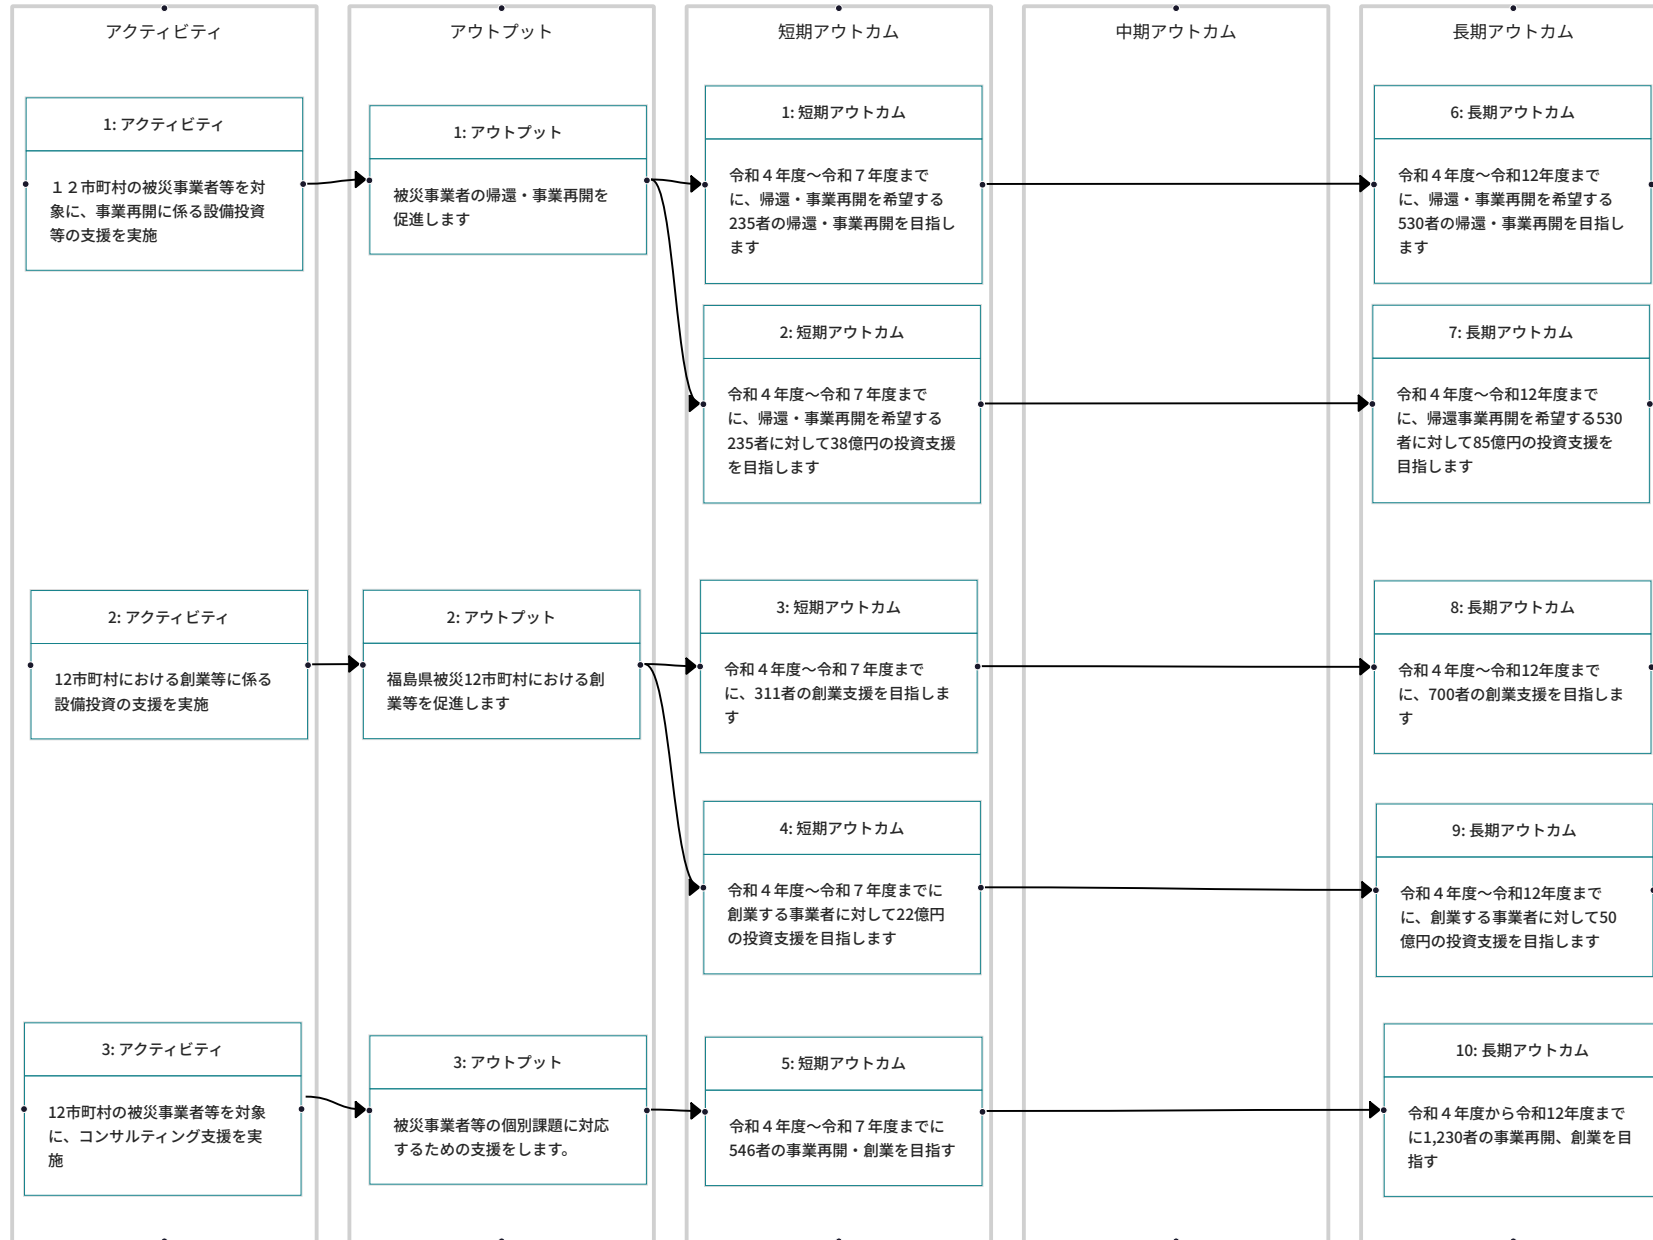 アクティビティ
アウトプット
短期アウトカム
中期アウトカム
長期アウトカム
1: アクティビティ
１２市町村の被災事業者等を対
象に、事業再開に係る設備投資
等の支援を実施
1: アウトプット
被災事業者の帰還・事業再開を
促進します
1: 短期アウトカム
令和４年度～令和７年度まで
に、帰還・事業再開を希望する
235者の帰還・事業再開を目指し
ます
6: 長期アウトカム
令和４年度～令和12年度まで
に、帰還・事業再開を希望する
530者の帰還・事業再開を目指し
ます
2: 短期アウトカム
令和４年度～令和７年度まで
に、帰還・事業再開を希望する
235者に対して38億円の投資支援
を目指します
7: 長期アウトカム
令和４年度～令和12年度まで
に、帰還事業再開を希望する530
者に対して85億円の投資支援を
目指します
2: アクティビティ
12市町村における創業等に係る
設備投資の支援を実施
2: アウトプット
福島県被災12市町村における創
業等を促進します
3: 短期アウトカム
令和４年度～令和７年度まで
に、311者の創業支援を目指しま
す
8: 長期アウトカム
令和４年度～令和12年度まで
に、700者の創業支援を目指しま
す
4: 短期アウトカム
令和４年度～令和７年度までに
創業する事業者に対して22億円
の投資支援を目指します
9: 長期アウトカム
令和４年度～令和12年度まで
に、創業する事業者に対して50
億円の投資支援を目指します
3: アクティビティ
12市町村の被災事業者等を対象
に、コンサルティング支援を実
施
3: アウトプット
被災事業者等の個別課題に対応
するための支援をします。
5: 短期アウトカム
令和４年度～令和７年度までに
546者の事業再開・創業を目指す
10: 長期アウトカム
令和４年度から令和12年度まで
に1,230者の事業再開、創業を目
指す